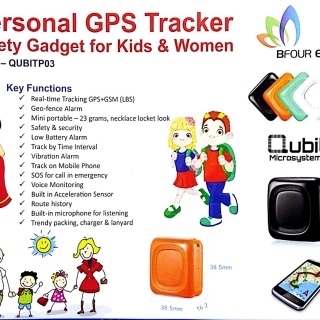 ersonal GPS Tracker
ety Gadget for Kids & Women
– QUBITP03
BFOUR
Key Functions
✓ Real-time Tracking GPS+GSM (LBS)
✓ Geo-fence Alarm
✓ Mini portable – 23 grams, necklace locket look
✓ Safety & security
✓ Low Battery Alarm
✓ Track by Time Interval
✓ Vibration Alarm
✓ Track on Mobile Phone
✓ SOS for call in emergency
✓ Voice Monitoring
✓ Built in Acceleration Sensor
✓ Route history
✓ Built-in microphone for listening
✓ Trendy packing, charger & lanyard
Qubi
Microsystem
38.5mm
38.5mm
16.2